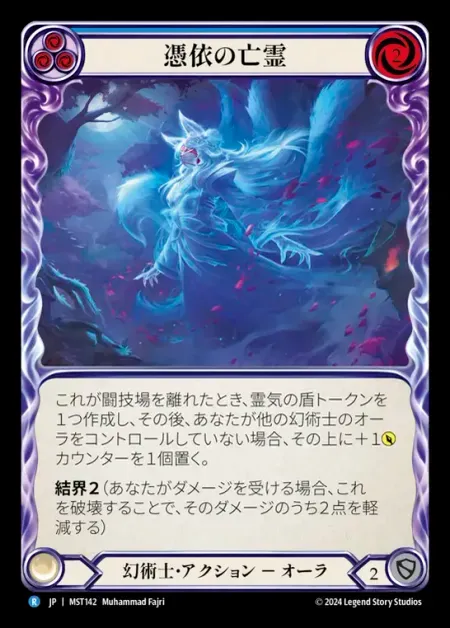 憑依の亡霊
2
これが闘技場を離れたとき、霊気の盾トークンを
1つ作成し、その後、あなたが他の幻術士のオー
ラをコントロールしていない場合、その上に+1
カウンターを1個置く。
結界2(あなたがダメージを受ける場合、これ
を破壊することで、そのダメージのうち2点を軽
減する)
幻術士・アクション － オーラ
2
R JP | MST142 Muhammad Fajri
© 2024 Legend Story Studios